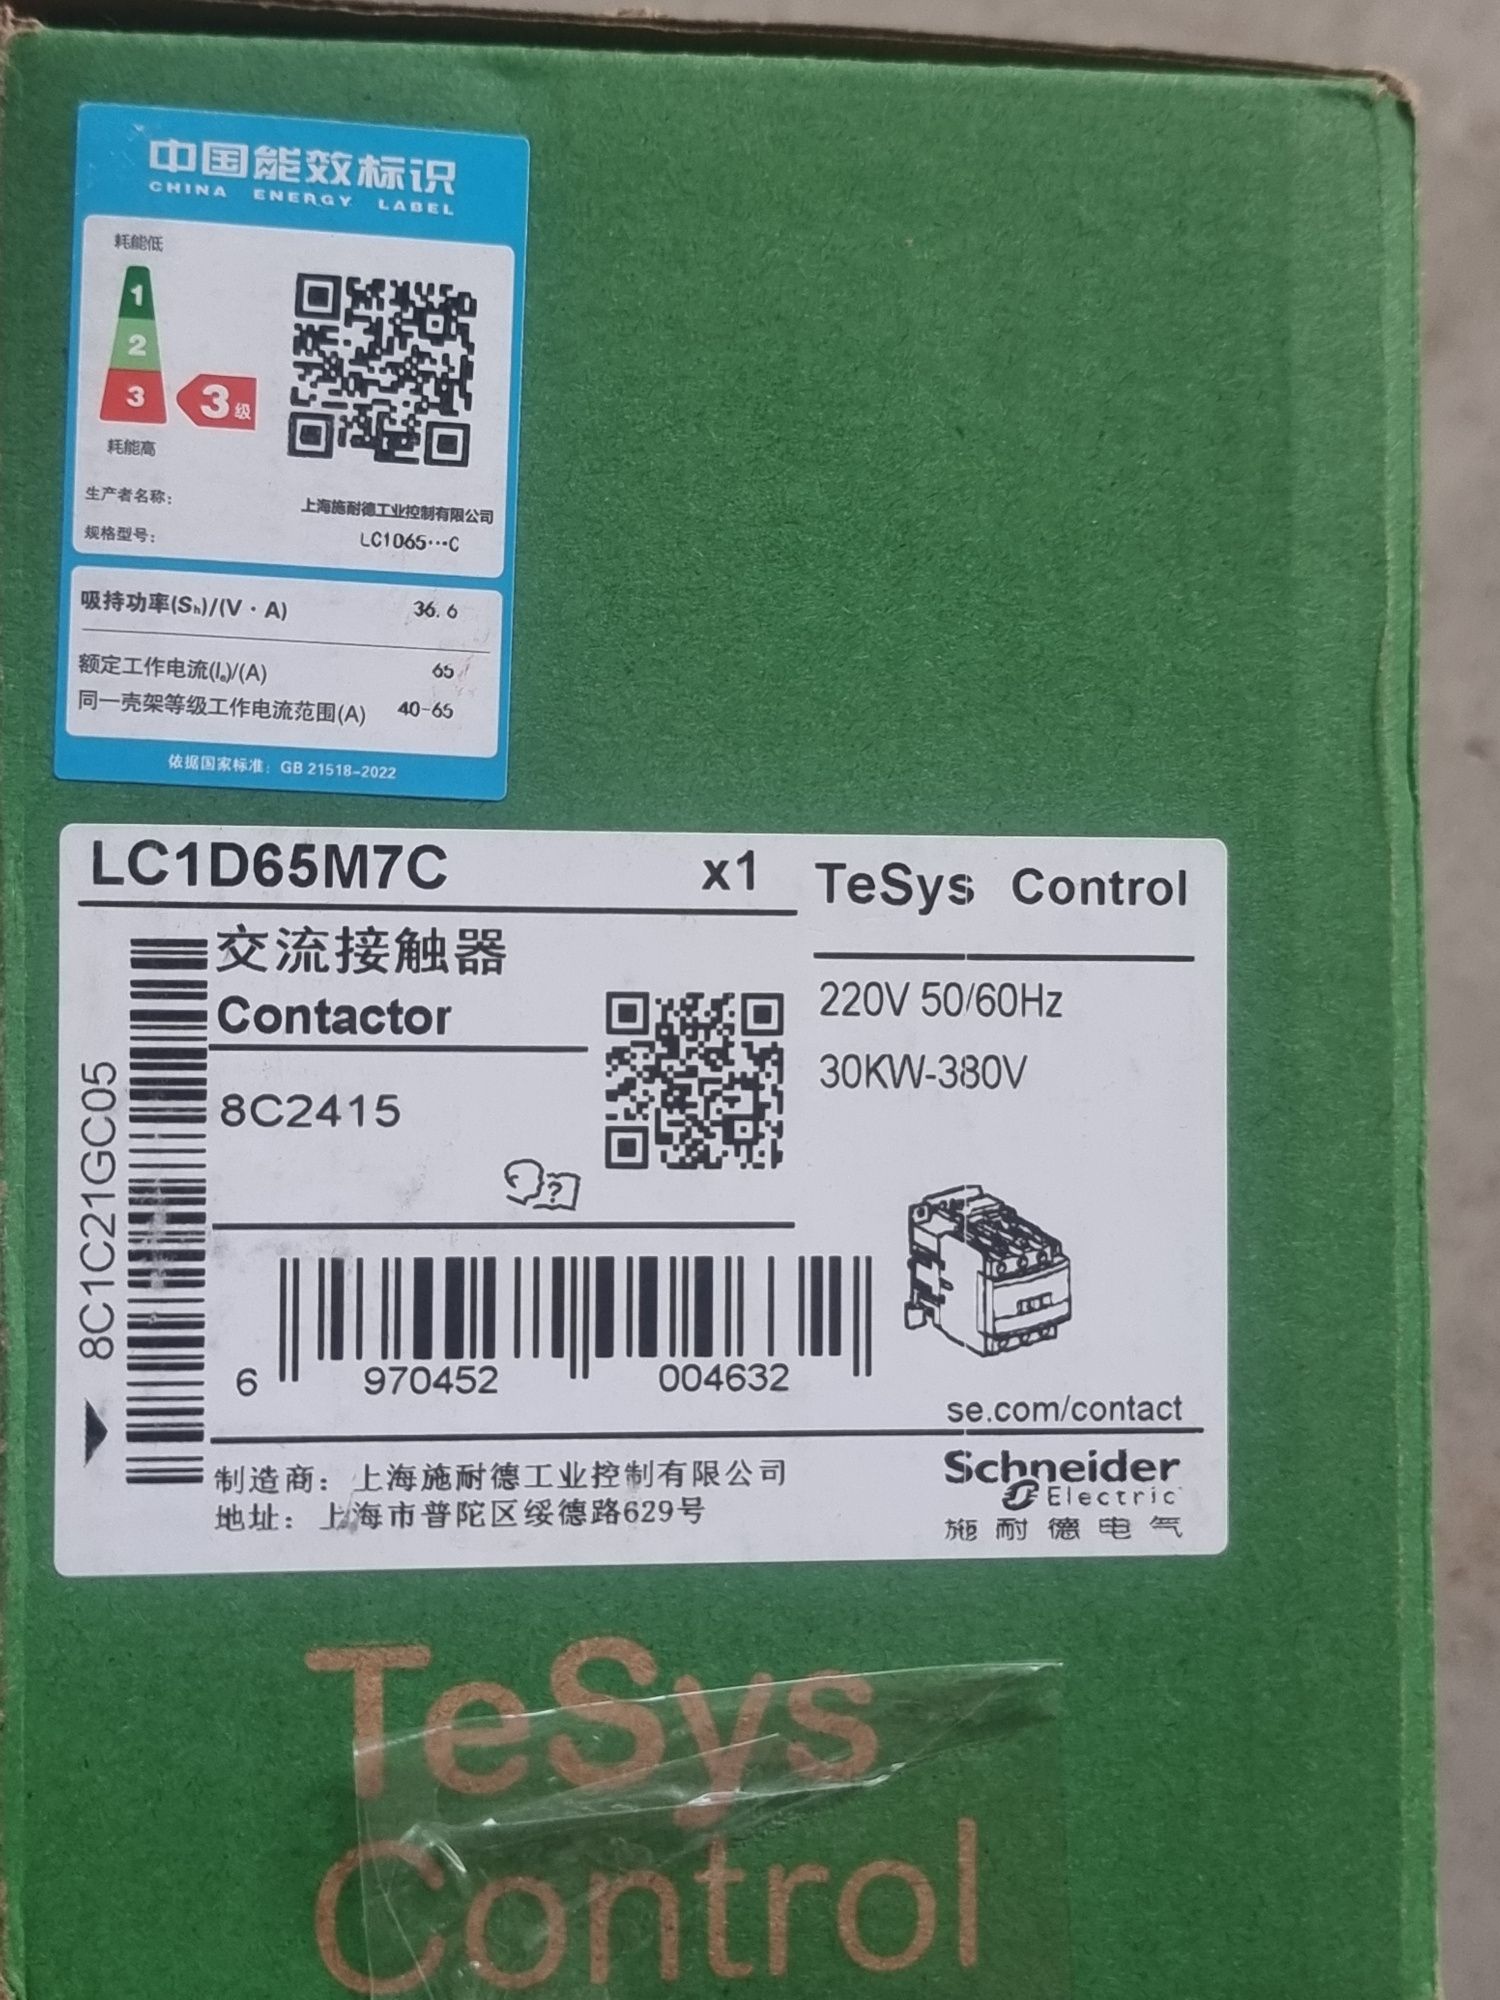 中国能效标识
CHINA ENERGY LABEL
耗能低
1
2
3
3级
耗能高
生产者名称: 上海施耐德工业控制有限公司
规格型号: LC1D65···C
吸持功率(Sh)/(V·A) 36.6
额定工作电流(Ie)/(A) 65
同一壳架等级工作电流范围(A) 40-65
依据国家标准: GB 21518-2022
LC1D65M7C x1
TeSys Control
交流接触器
Contactor
8C2415
220V 50/60Hz
30KW-380V
8C1C21GC05
?
6 970452 004632
se.com/contact
制造商: 上海施耐德工业控制有限公司
地址: 上海市普陀区绥德路629号
Schneider
Electric
施耐德电气
TeSys
Control